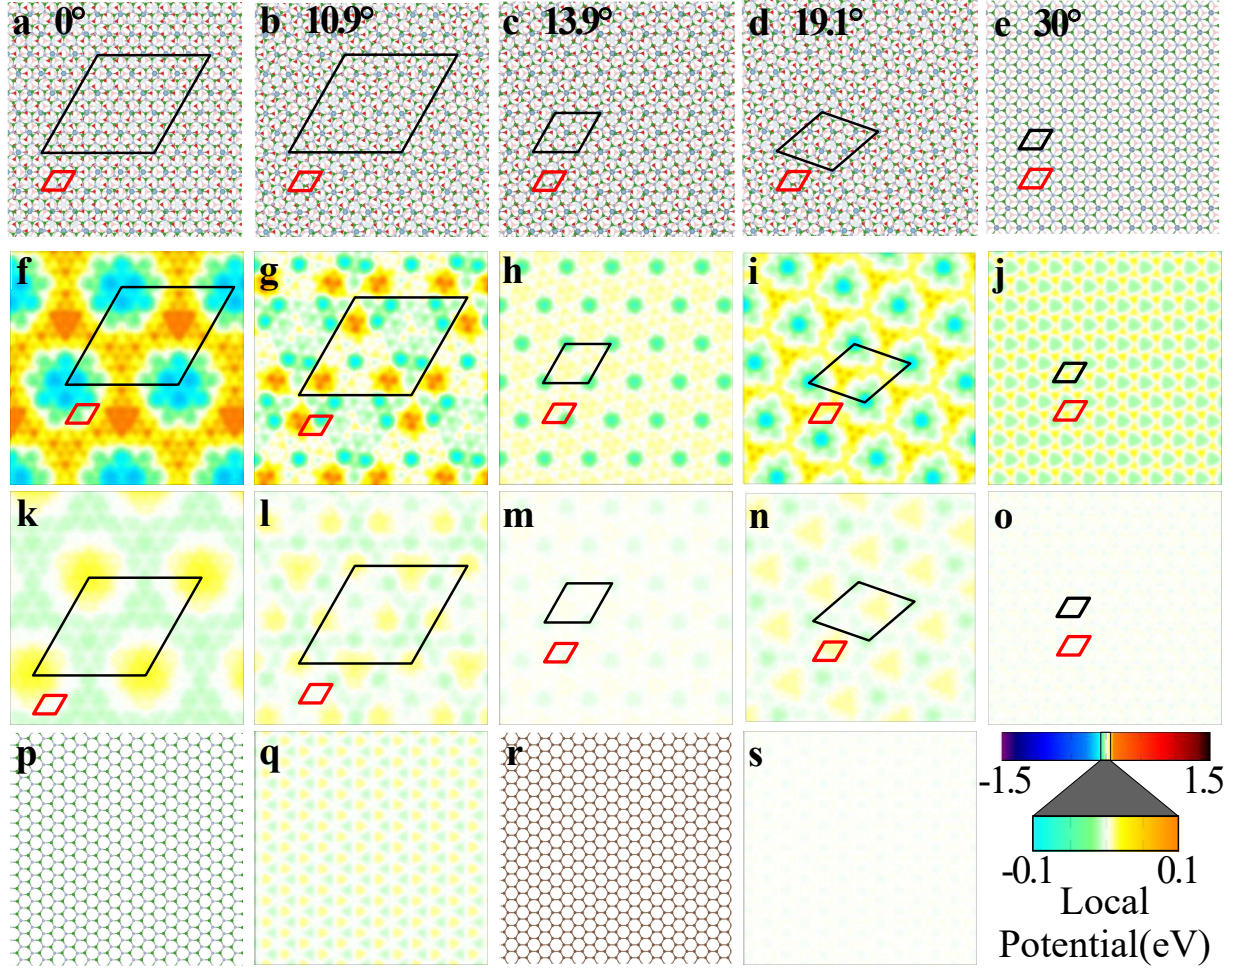 a 0°
b 10.9°
c 13.9°
d 19.1°
e 30°
f
g
h
i
j
k
l
m
n
o
p
q
r
s
-1.5 1.5
-0.1 0.1
Local
Potential(eV)